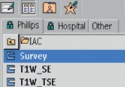 Philips Hospital Other
IAC
Survey
T1W_SE
T1W_TSE